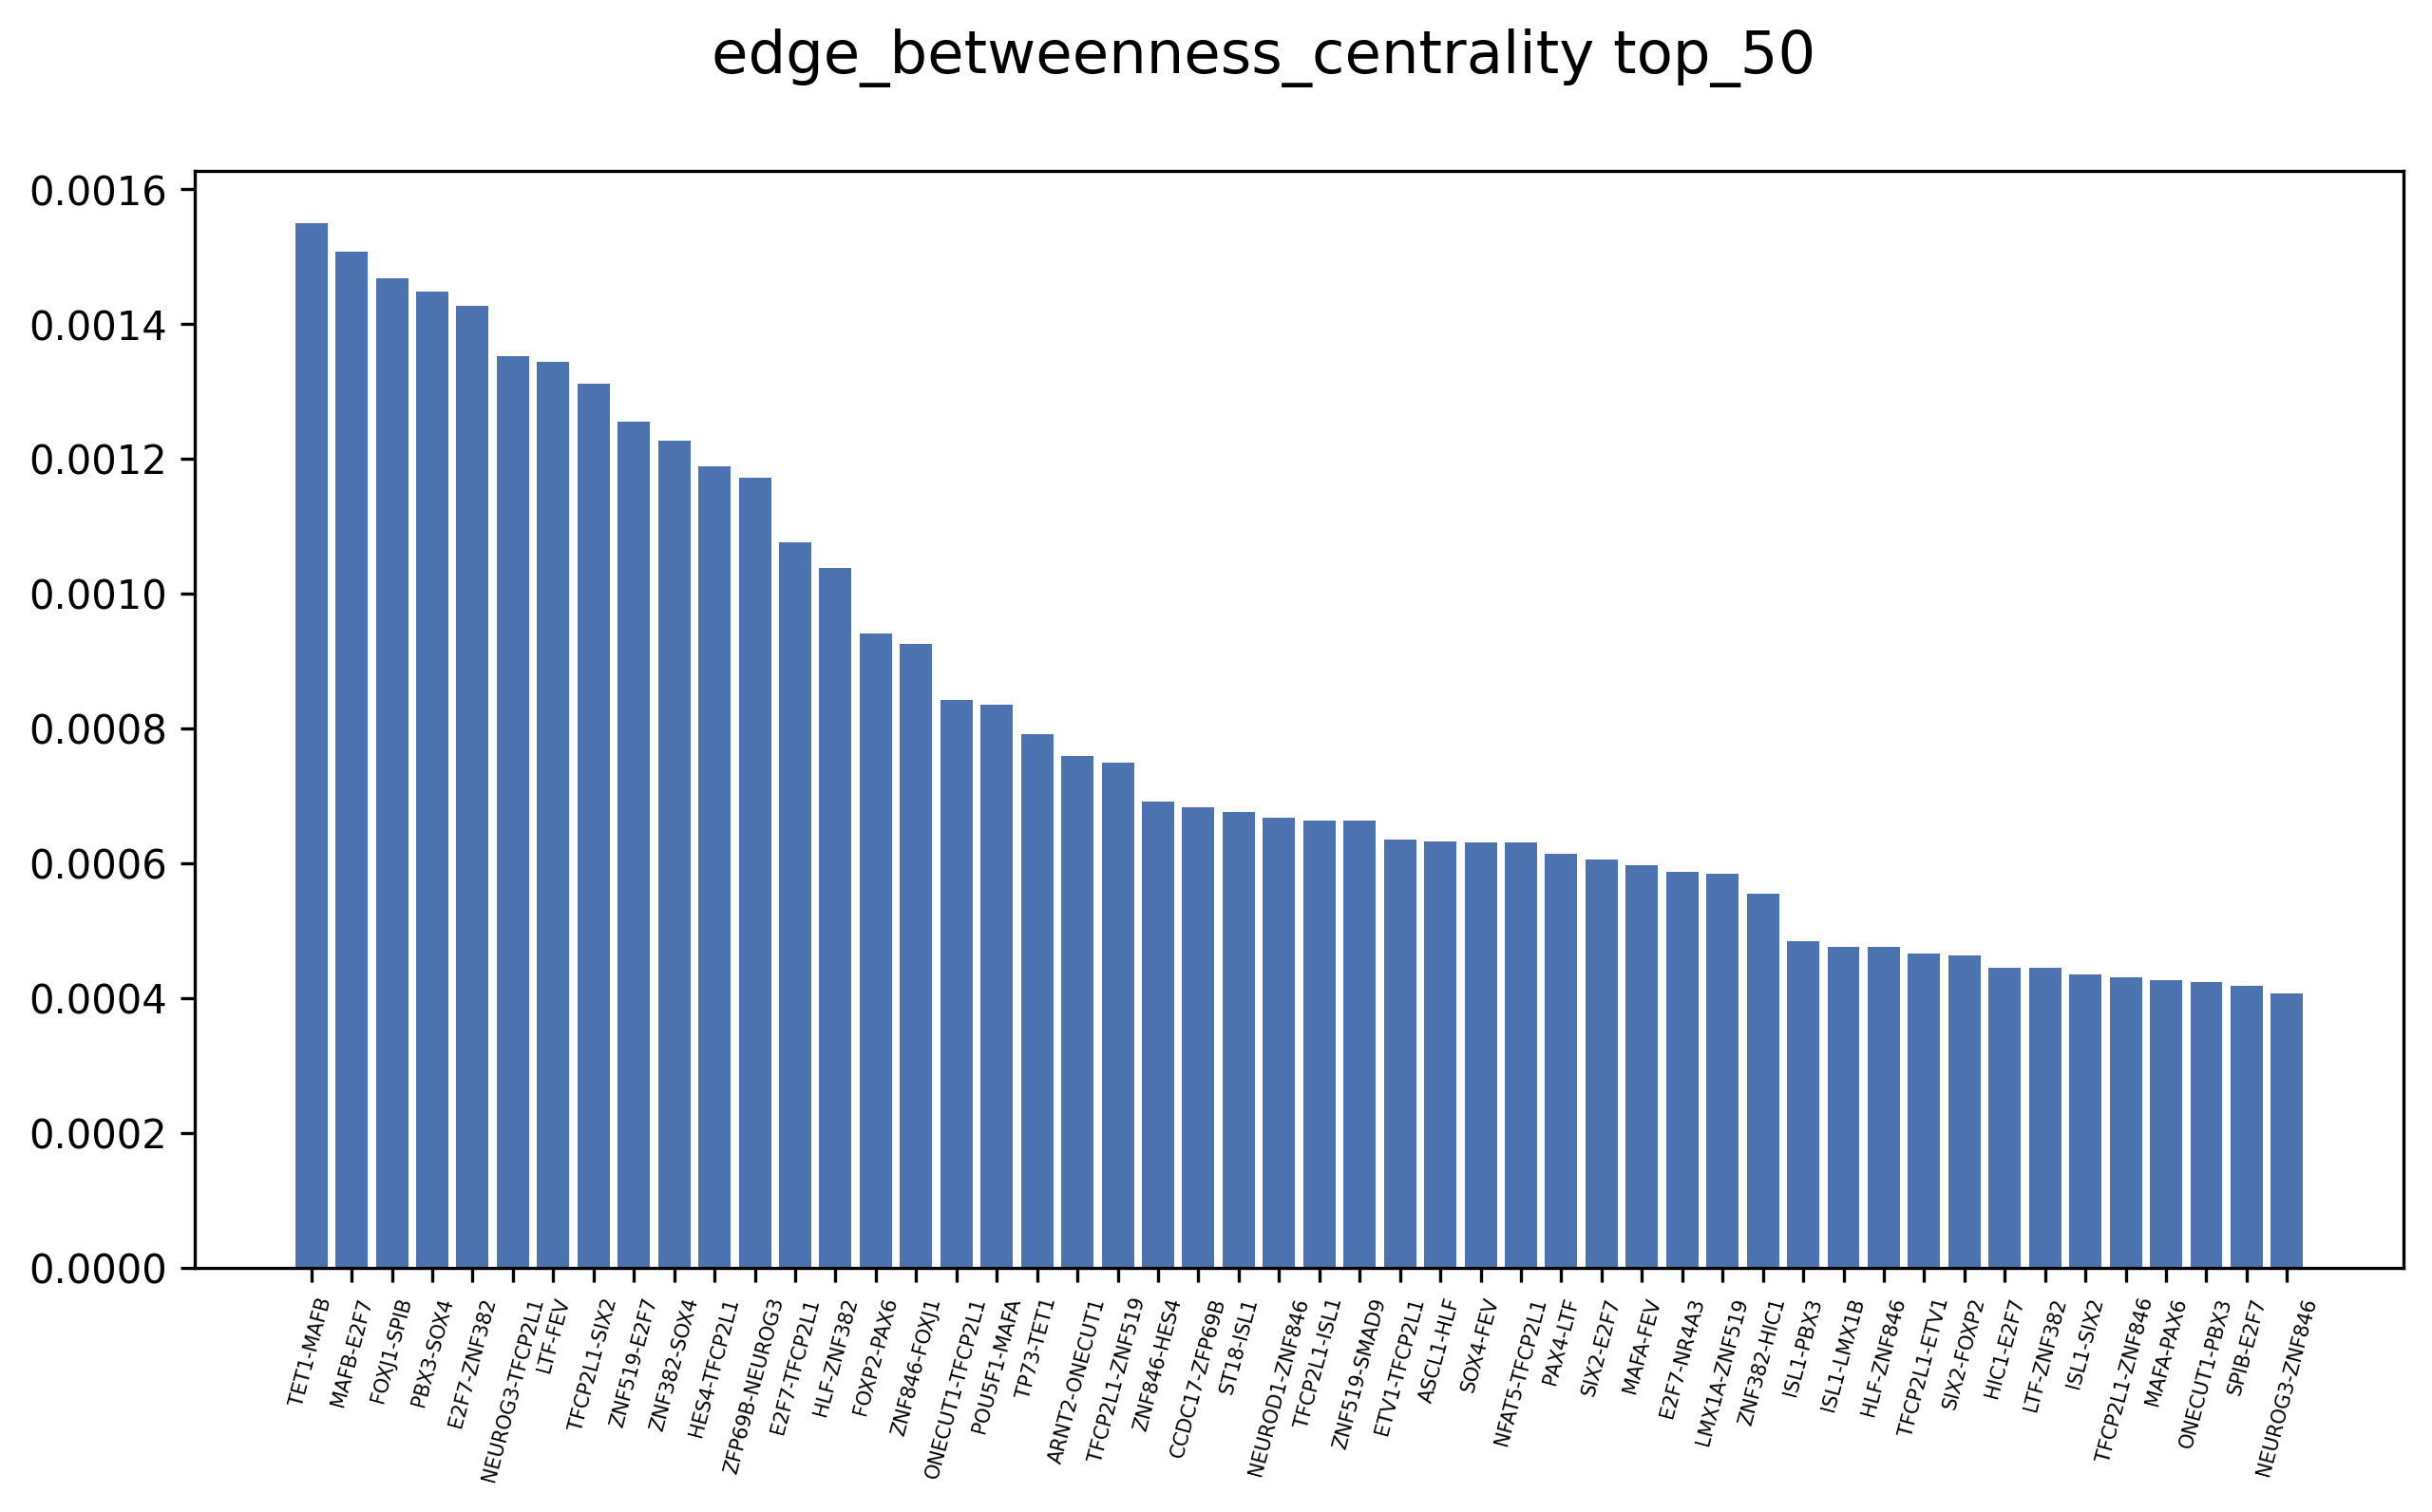 edge_betweenness_centrality top_50
0.0016
0.0014
0.0012
0.0010
0.0008
0.0006
0.0004
0.0002
0.0000
TET1-MAFB
MAFB-E2F7
FOXJ1-SPIB
PBX3-SOX4
E2F7-ZNF382
NEUROG3-TFCP2L1
LTF-FEV
TFCP2L1-SIX2
ZNF519-E2F7
ZNF382-SOX4
HES4-TFCP2L1
ZFP69B-NEUROG3
E2F7-TFCP2L1
HLF-ZNF382
FOXP2-PAX6
ZNF846-FOXJ1
ONECUT1-TFCP2L1
POU5F1-MAFA
TP73-TET1
ARNT2-ONECUT1
TFCP2L1-ZNF519
ZNF846-HES4
CCDC17-ZFP69B
ST18-ISL1
NEUROD1-ZNF846
TFCP2L1-ISL1
ZNF519-SMAD9
ETV1-TFCP2L1
ASCL1-HLF
SOX4-FEV
NFAT5-TFCP2L1
PAX4-LTF
SIX2-E2F7
MAFA-FEV
E2F7-NR4A3
LMX1A-ZNF519
ZNF382-HIC1
ISL1-PBX3
ISL1-LMX1B
HLF-ZNF846
TFCP2L1-ETV1
SIX2-FOXP2
HIC1-E2F7
LTF-ZNF382
ISL1-SIX2
TFCP2L1-ZNF846
MAFA-PAX6
ONECUT1-PBX3
SPIB-E2F7
NEUROG3-ZNF846